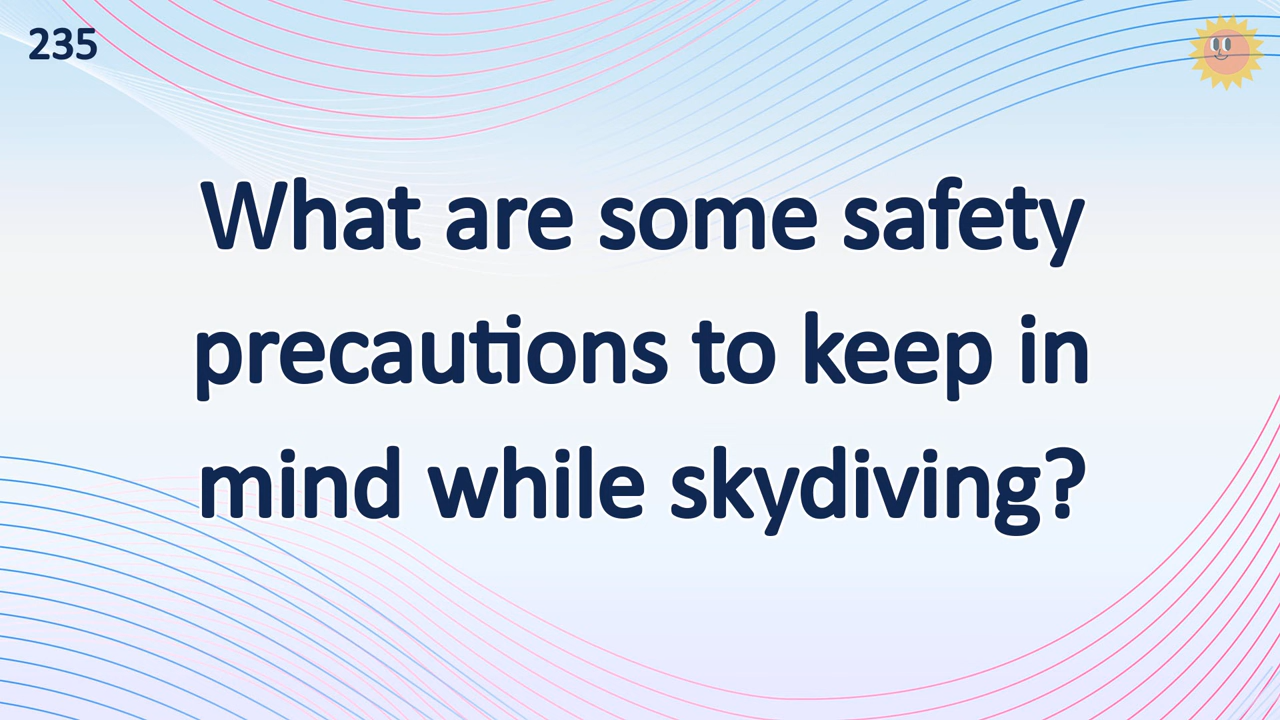 235
What are some safety
precautions to keep in
mind while skydiving?